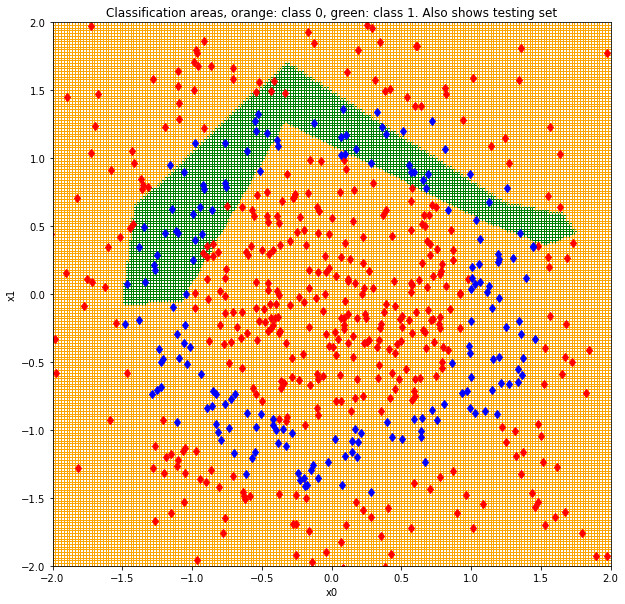 Classification areas, orange: class 0, green: class 1. Also shows testing set
2.0
1.5
1.0
0.5
0.0
−0.5
−1.0
−1.5
−2.0
x1
−2.0 −1.5 −1.0 −0.5 0.0 0.5 1.0 1.5 2.0
x0